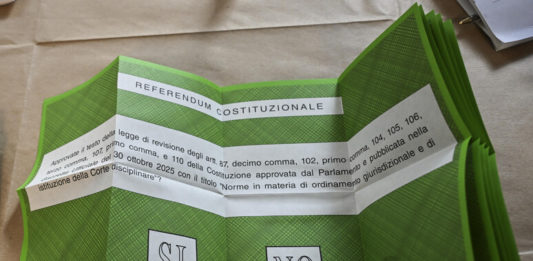 REFERENDUM COSTITUZIONALE
Approvate il testo della legge di revisione degli artt. 87, decimo comma, 102, primo comma, 104, 105, 106,
terzo comma, 107, primo comma, e 110 della Costituzione approvata dal Parlamento e pubblicata nella
Gazzetta Ufficiale del 30 ottobre 2025 con il titolo "Norme in materia di ordinamento giurisdizionale e di
istituzione della Corte disciplinare"?
SI
NO